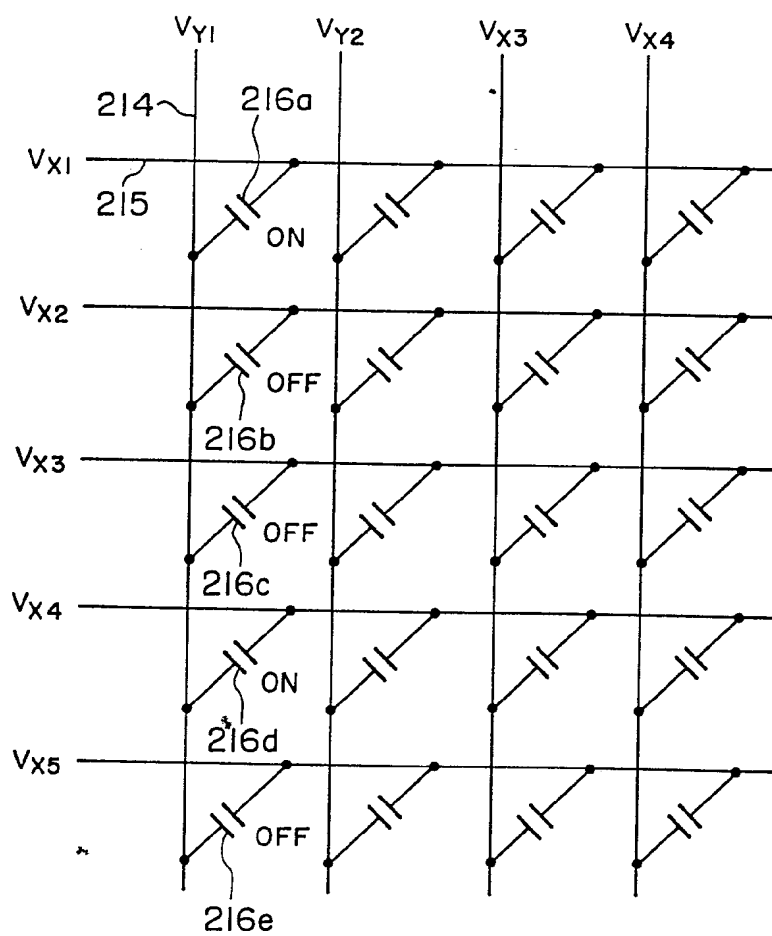 VY1 VY2 VX3 VX4
214 216a
VX1
215
ON
VX2
OFF
216b
VX3
OFF
216c
VX4
ON
216d
VX5
OFF
216e